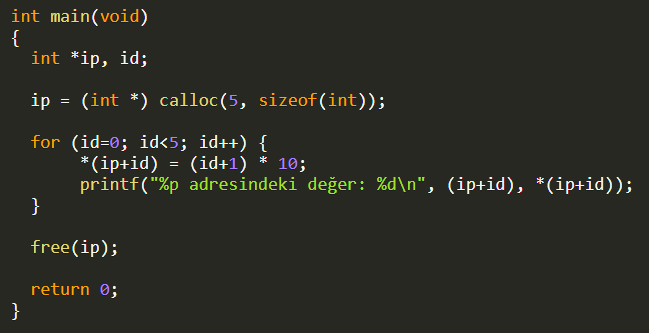 int main(void)
{
int *ip, id;
ip = (int *) calloc(5, sizeof(int));
for (id=0; id<5; id++) {
*(ip+id) = (id+1) * 10;
printf("%p adresindeki değer: %d\n", (ip+id), *(ip+id));
}
free(ip);
return 0;
}